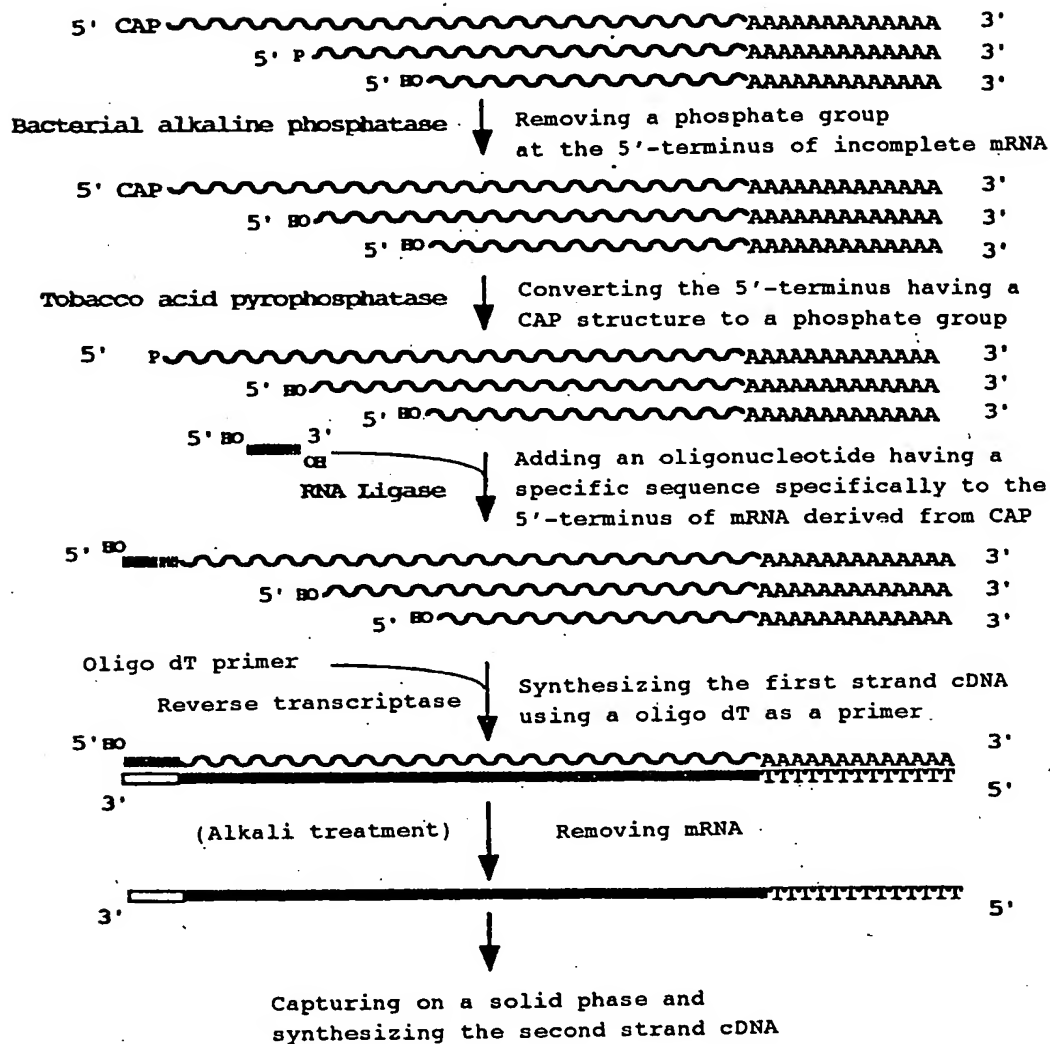 5' CAP AAAAAAAAAAAAA 3'
5' P AAAAAAAAAAAAA 3'
5' HO AAAAAAAAAAAAA 3'
Bacterial alkaline phosphatase Removing a phosphate group
at the 5'-terminus of incomplete mRNA
5' CAP AAAAAAAAAAAAA 3'
5' HO AAAAAAAAAAAAA 3'
5' HO AAAAAAAAAAAAA 3'
Tobacco acid pyrophosphatase Converting the 5'-terminus having a
CAP structure to a phosphate group
5' P AAAAAAAAAAAAA 3'
5' HO AAAAAAAAAAAAA 3'
5' HO AAAAAAAAAAAAA 3'
5' HO 3'
OH
RNA Ligase
Adding an oligonucleotide having a
specific sequence specifically to the
5'-terminus of mRNA derived from CAP
5' HO AAAAAAAAAAAAA 3'
5' HO AAAAAAAAAAAAA 3'
5' HO AAAAAAAAAAAAA 3'
Oligo dT primer
Reverse transcriptase
Synthesizing the first strand cDNA
using a oligo dT as a primer
5' HO AAAAAAAAAAAAA 3'
3' TTTTTTTTTTTTT 5'
(Alkali treatment) Removing mRNA
3' TTTTTTTTTTTTT 5'
Capturing on a solid phase and
synthesizing the second strand cDNA